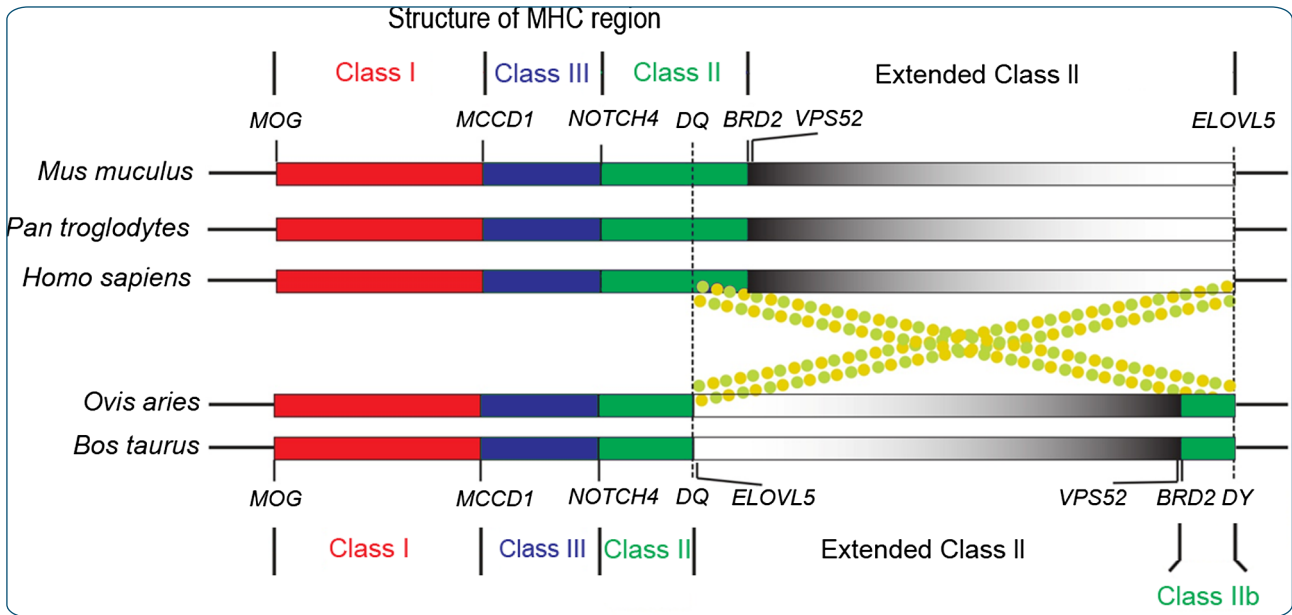 Structure of MHC region
Class I Class III Class II Extended Class II
MOG MCCD1 NOTCH4 DQ BRD2 VPS52 ELOVL5
Mus muculus
Pan troglodytes
Homo sapiens
Ovis aries
Bos taurus
MOG MCCD1 NOTCH4 DQ ELOVL5 VPS52 BRD2 DY
Class I Class III Class II Extended Class II
Class IIb